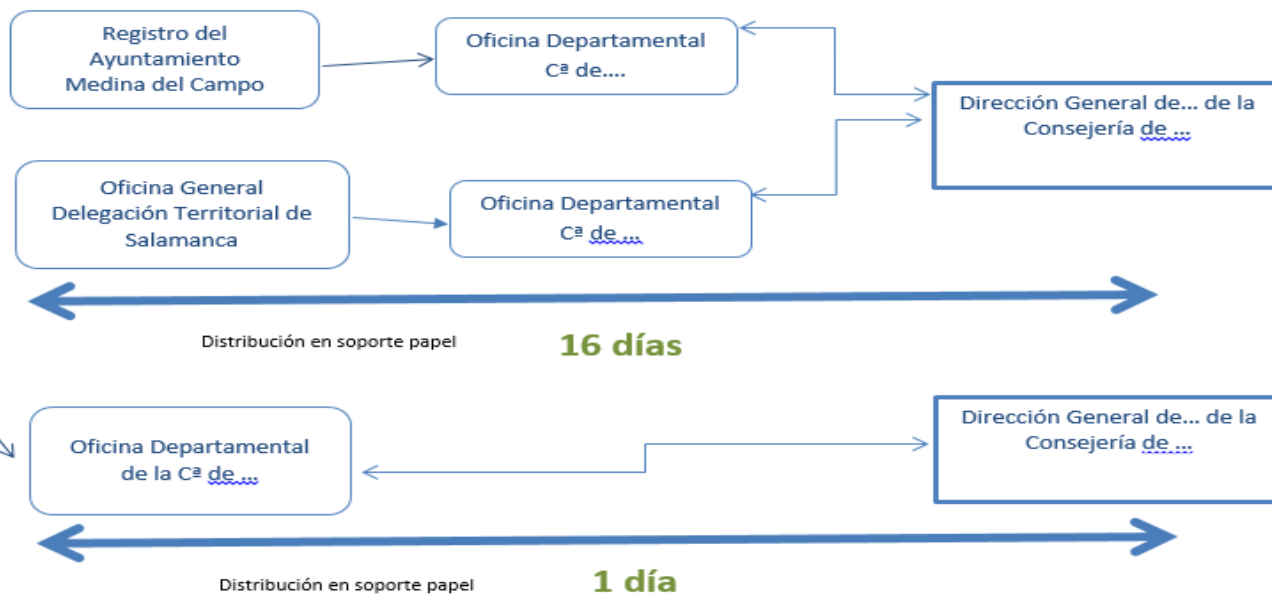 Registro del
Ayuntamiento
Medina del Campo
Oficina Departamental
Cª de....
Dirección General de... de la
Consejería de ...
Oficina General
Delegación Territorial de
Salamanca
Oficina Departamental
Cª de ...
Distribución en soporte papel
16 días
Oficina Departamental
de la Cª de ...
Dirección General de... de la
Consejería de ...
Distribución en soporte papel
1 día